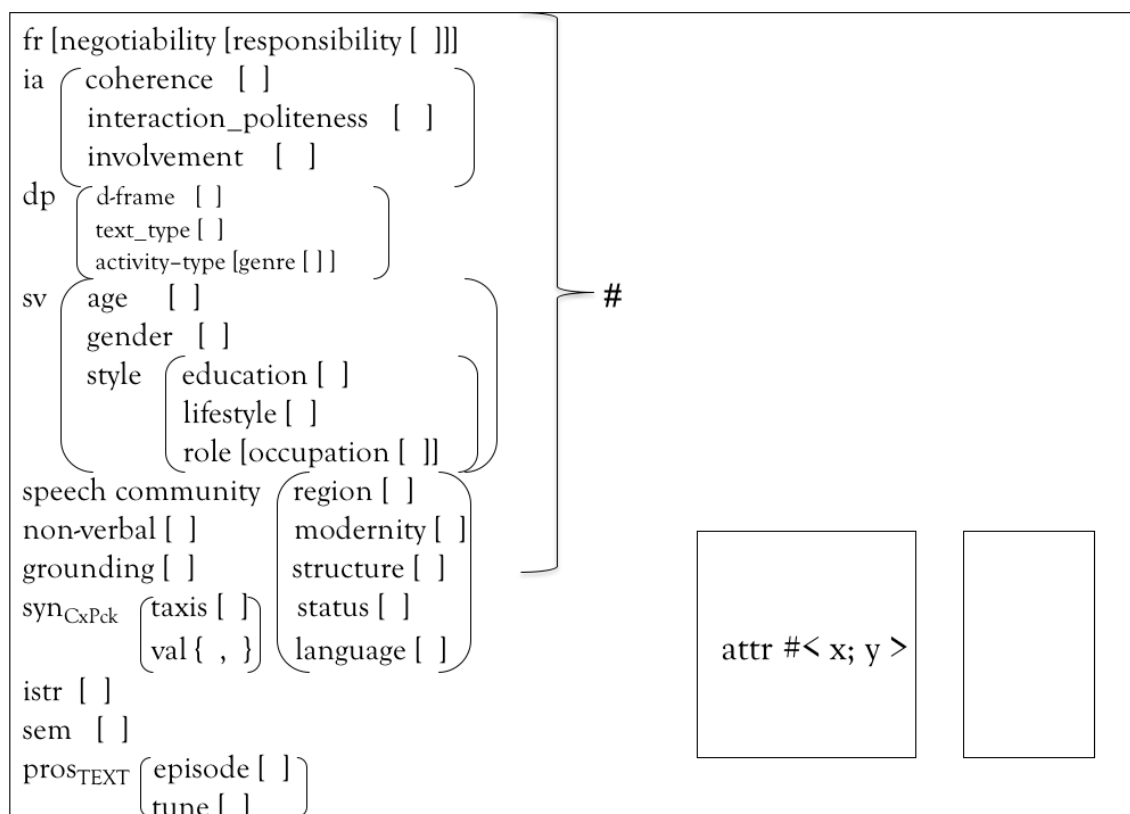 fr [negotiability [responsibility [ ]]]
ia coherence [ ]
interaction_politeness [ ]
involvement [ ]
dp d-frame [ ]
text_type [ ]
activity-type [genre [ ] ]
sv age [ ]
gender [ ]
style education [ ]
lifestyle [ ]
role [occupation [ ]]
#
speech community region [ ]
non-verbal [ ] modernity [ ]
grounding [ ] structure [ ]
synCxPck taxis [ ] status [ ]
val { , } language [ ]
attr #< x; y >
istr [ ]
sem [ ]
prosTEXT episode [ ]
tune [ ]